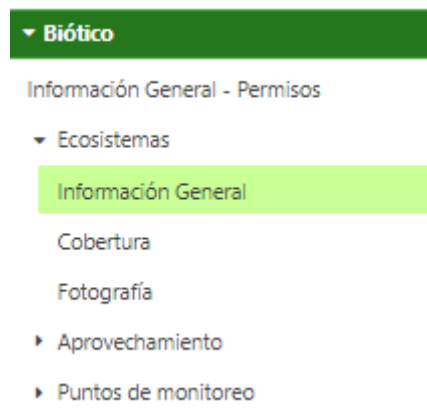 Biótico
Información General - Permisos
Ecosistemas
Información General
Cobertura
Fotografía
Aprovechamiento
Puntos de monitoreo